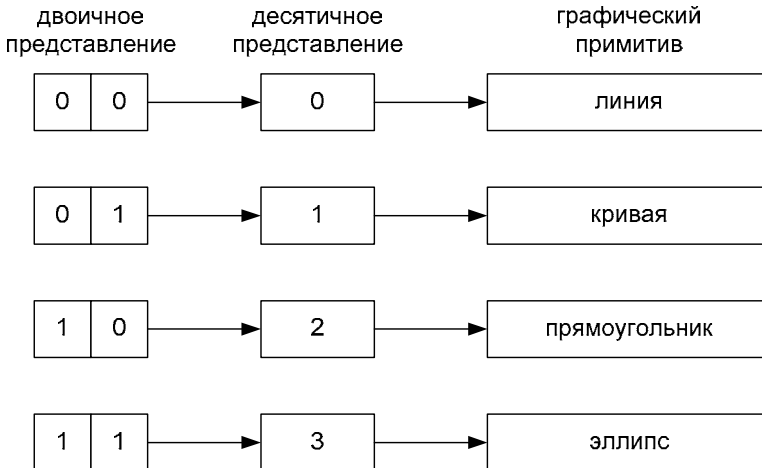 двоичное представление
десятичное представление
графический примитив
0 0 0 линия
0 1 1 кривая
1 0 2 прямоугольник
1 1 3 эллипс